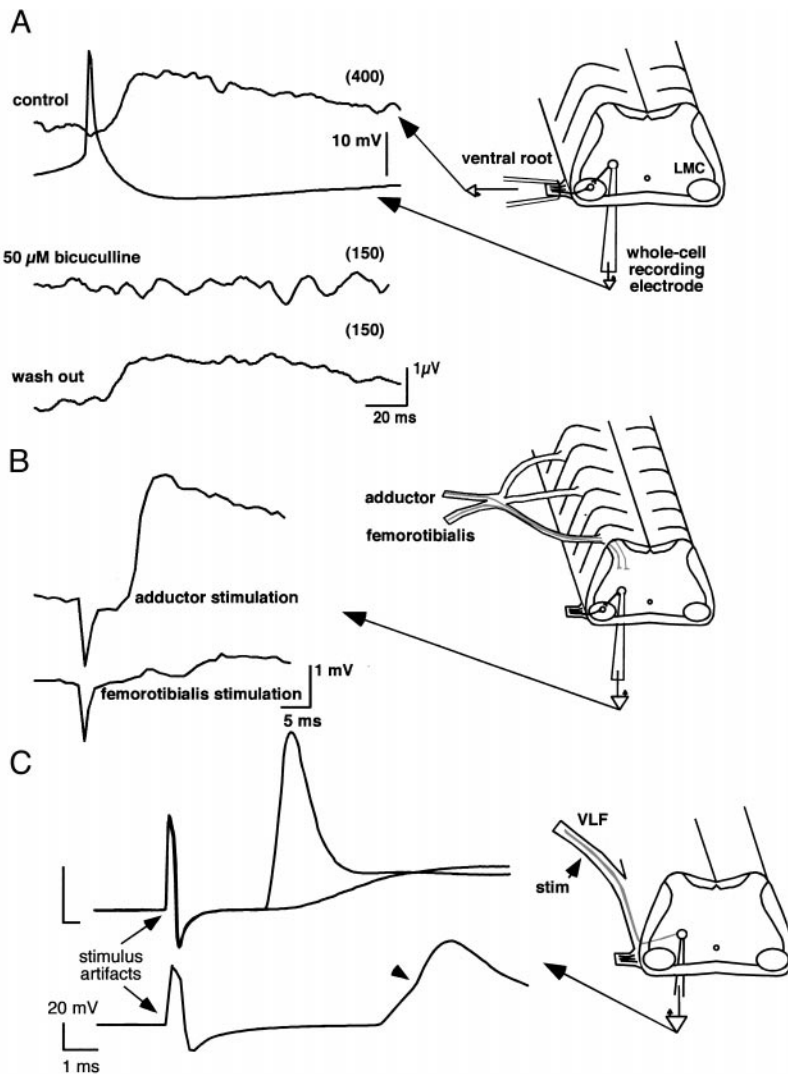 A
control
(400)
10 mV
ventral root
LMC
whole-cell
recording
electrode
50 µM bicuculline
(150)
(150)
wash out
1µV
20 ms
B
adductor
femorotibialis
adductor stimulation
femorotibialis stimulation
1 mV
5 ms
C
VLF
stim
stimulus
artifacts
20 mV
1 ms